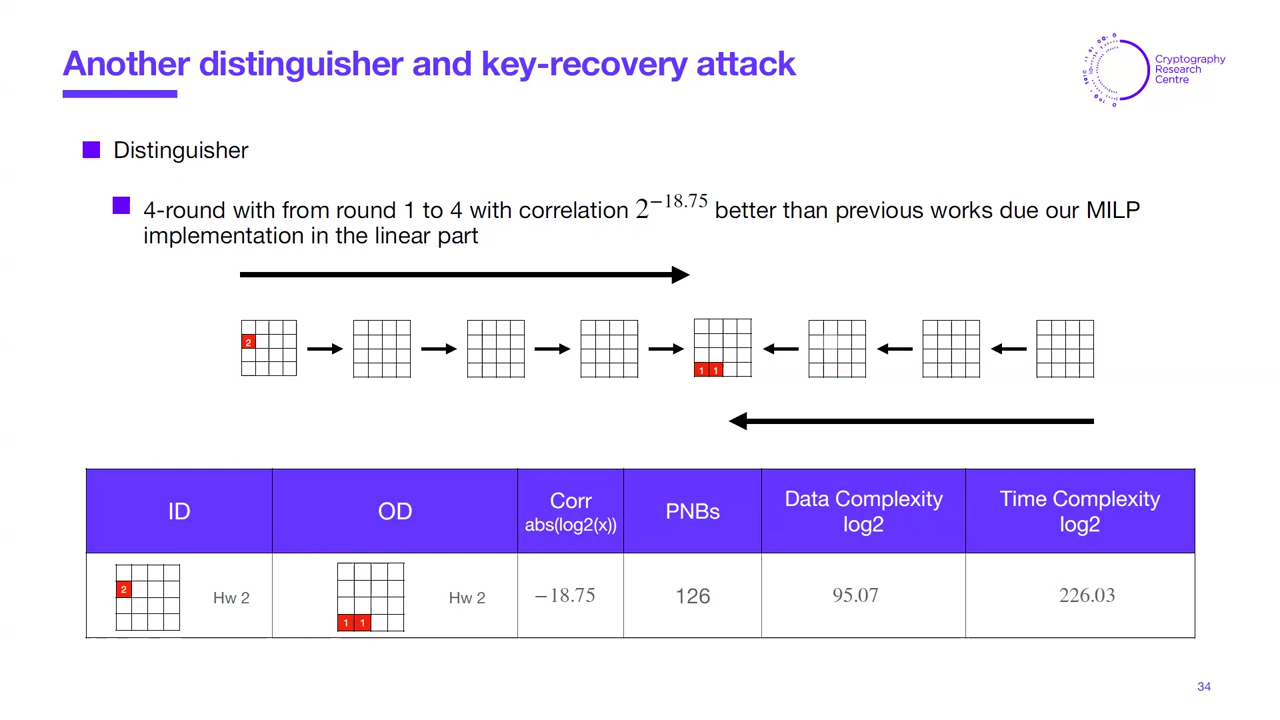 Another distinguisher and key-recovery attack
Cryptography
Research
Centre
Distinguisher
4-round with from round 1 to 4 with correlation 2^−18.75 better than previous works due our MILP
implementation in the linear part
2
1 1
ID
OD
Corr
abs(log2(x))
PNBs
Data Complexity
log2
Time Complexity
log2
2
Hw 2
1 1
Hw 2
−18.75
126
95.07
226.03
34